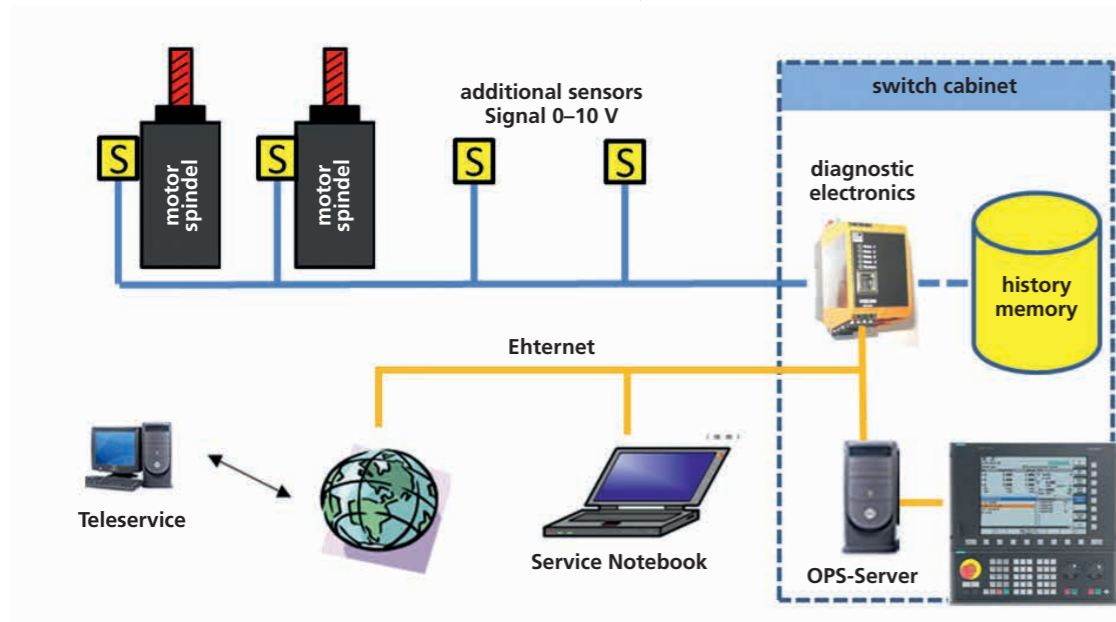 additional sensors
Signal 0–10 V
switch cabinet
S
motor
spindel
S
motor
spindel
S
S
diagnostic
electronics
history
memory
Ehternet
Teleservice
Service Notebook
OPS-Server